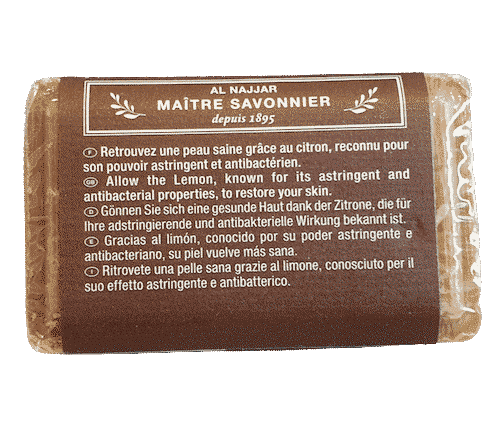 AL NAJJAR
MAÎTRE SAVONNIER
depuis 1895
F Retrouvez une peau saine grâce au citron, reconnu pour
son pouvoir astringent et antibactérien.
GB Allow the Lemon, known for its astringent and
antibacterial properties, to restore your skin.
D Gönnen Sie sich eine gesunde Haut dank der Zitrone, die für
Ihre adstringierende und antibakterielle Wirkung bekannt ist.
E Gracias al limón, conocido por su poder astringente e
antibacteriano, su piel vuelve más sana.
I Ritrovete una pelle sana grazie al limone, conosciuto per il
suo effetto astringente e antibatterico.